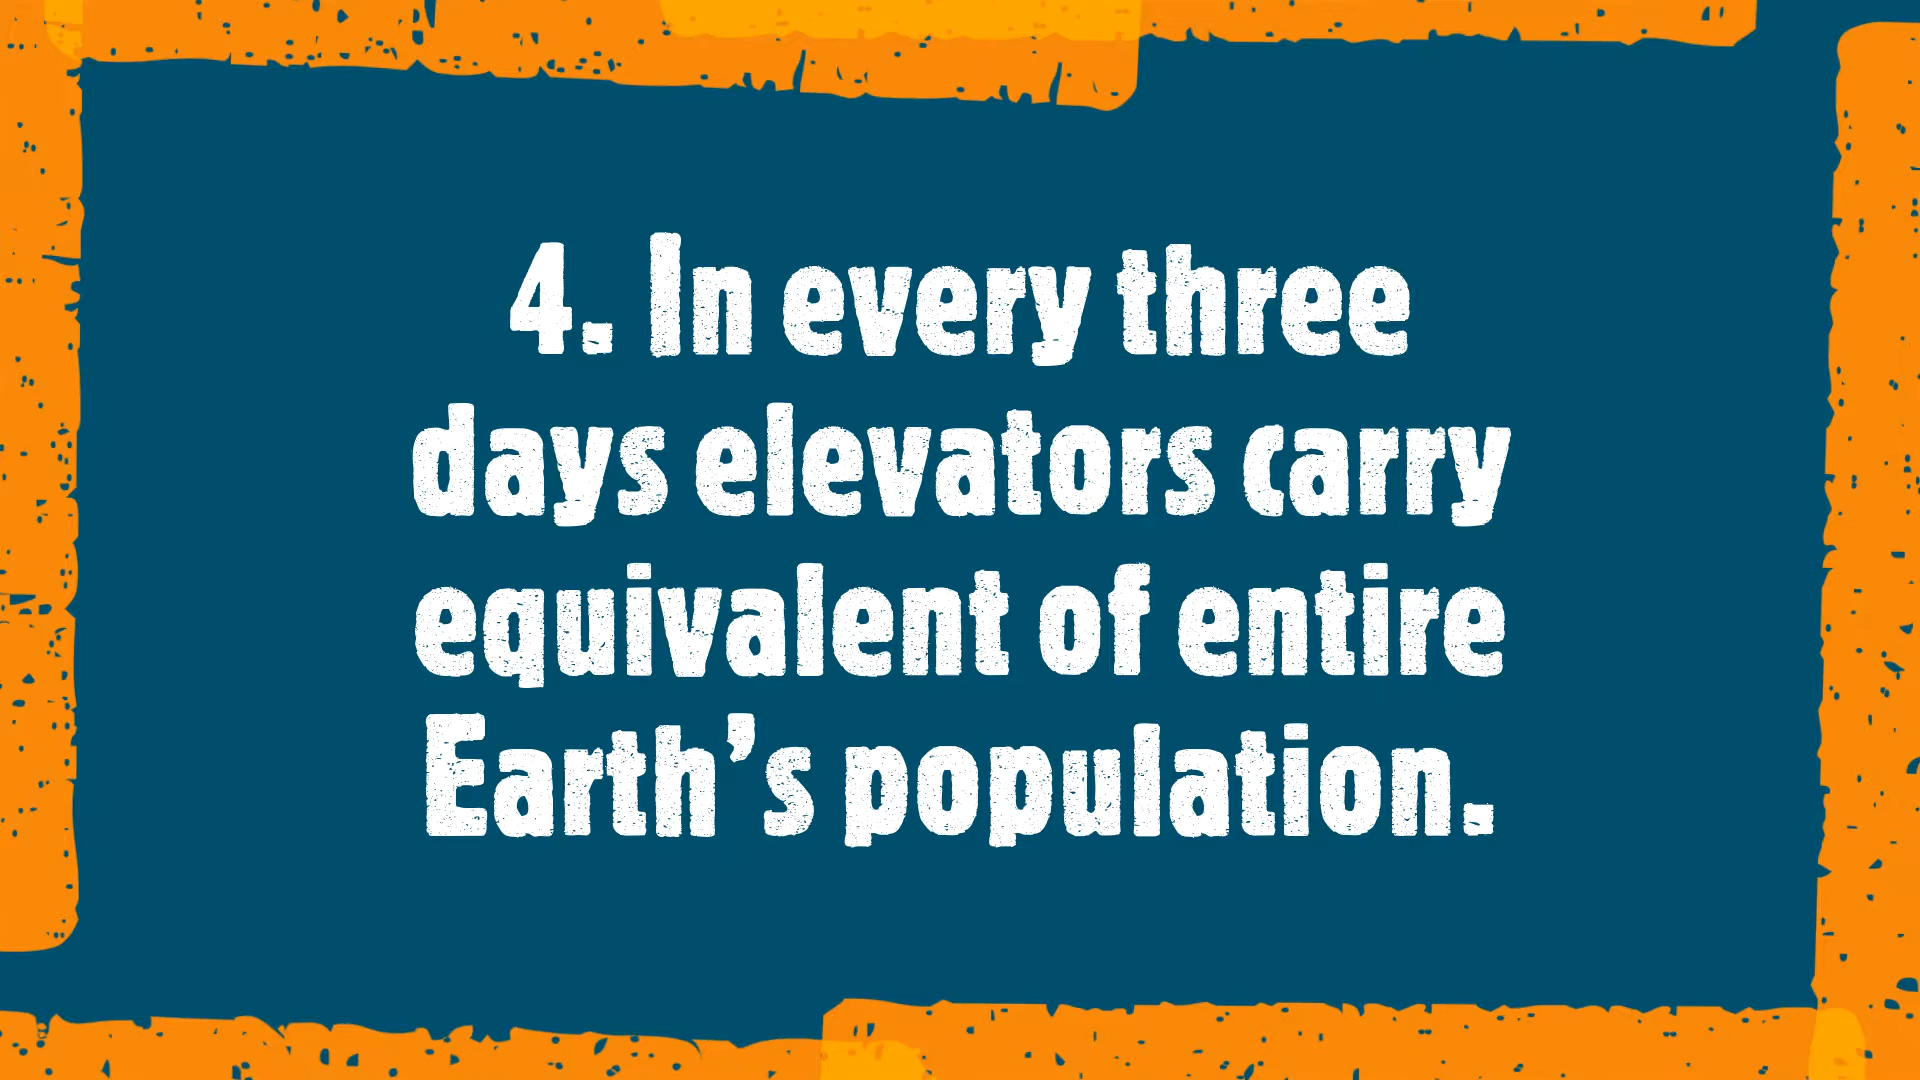 4. In every three
days elevators carry
equivalent of entire
Earth’s population.